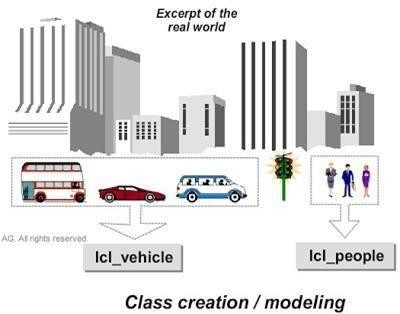 Excerpt of the
real world
AG. All rights reserved.
lcl_vehicle
lcl_people
Class creation / modeling